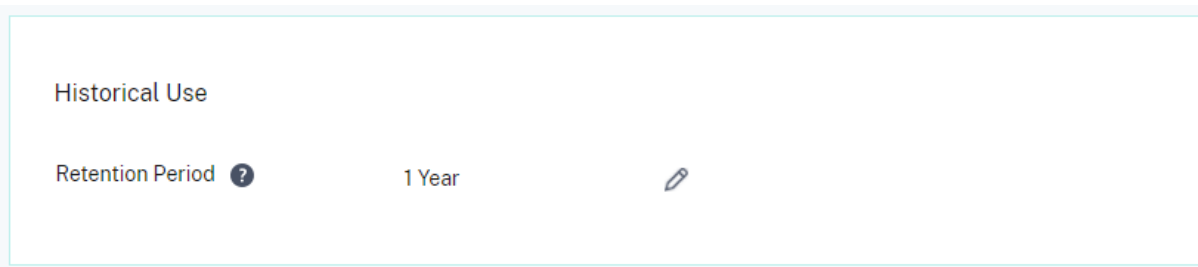 Historical Use
Retention Period ? 1 Year